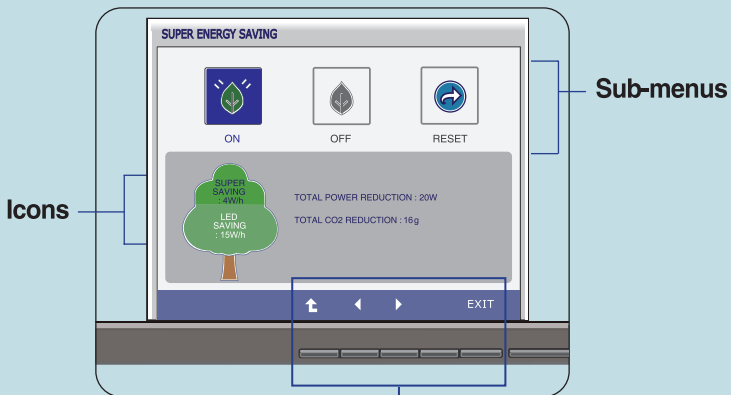 SUPER ENERGY SAVING
Sub-menus
ON
OFF
RESET
Icons
SUPER
SAVING
: 4W/h
LED
SAVING
: 15W/h
TOTAL POWER REDUCTION : 20W
TOTAL CO2 REDUCTION : 16g
EXIT